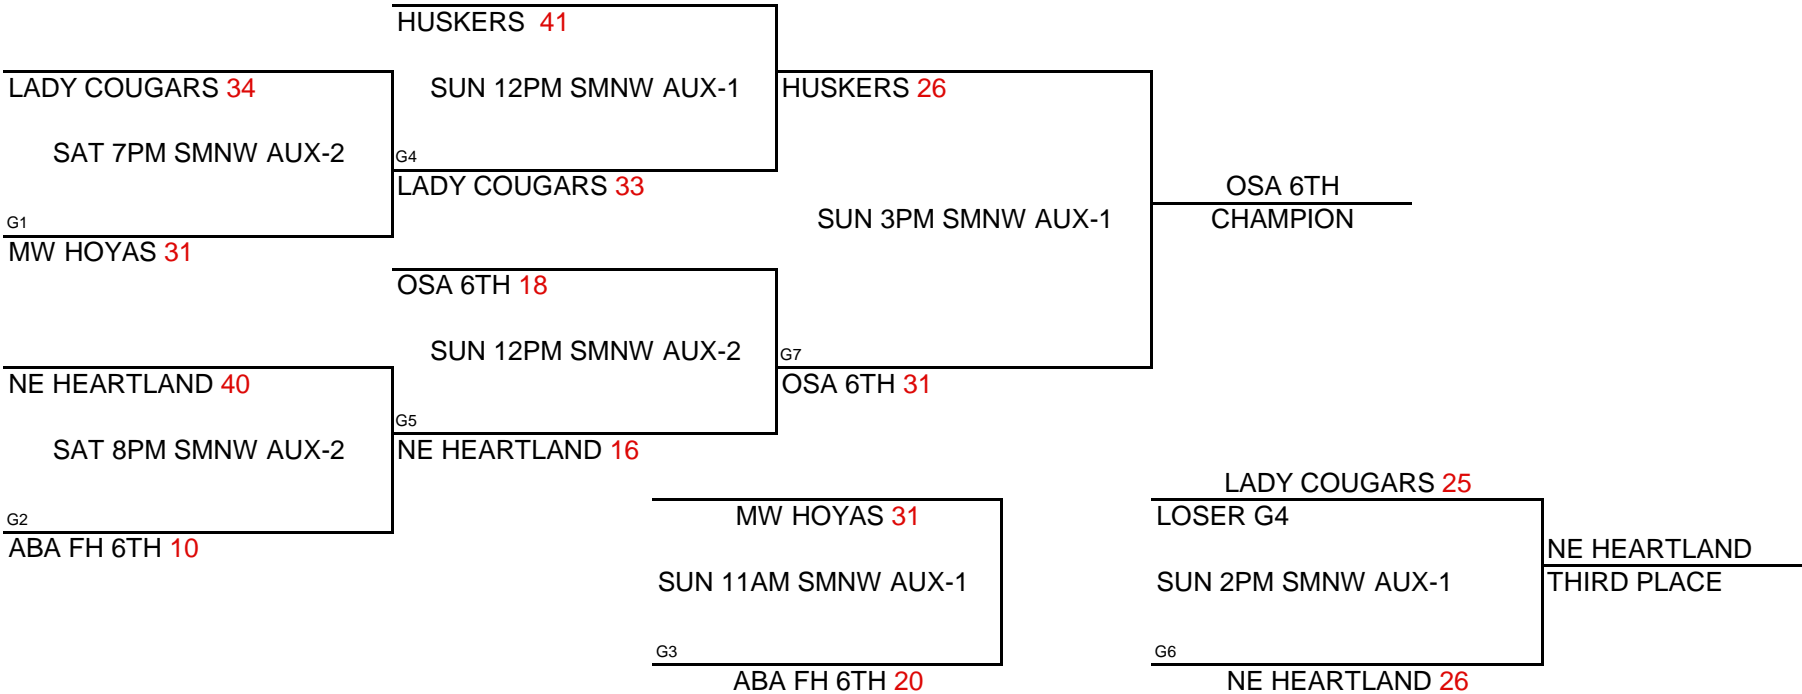 HUSKERS 41
LADY COUGARS 34
SUN 12PM SMNW AUX-1
HUSKERS 26
SAT 7PM SMNW AUX-2
G4
LADY COUGARS 33
OSA 6TH
G1
SUN 3PM SMNW AUX-1
CHAMPION
MW HOYAS 31
OSA 6TH 18
SUN 12PM SMNW AUX-2
G7
NE HEARTLAND 40
OSA 6TH 31
G5
SAT 8PM SMNW AUX-2
NE HEARTLAND 16
LADY COUGARS 25
G2
MW HOYAS 31
LOSER G4
ABA FH 6TH 10
NE HEARTLAND
SUN 11AM SMNW AUX-1
SUN 2PM SMNW AUX-1
THIRD PLACE
G3
G6
ABA FH 6TH 20
NE HEARTLAND 26